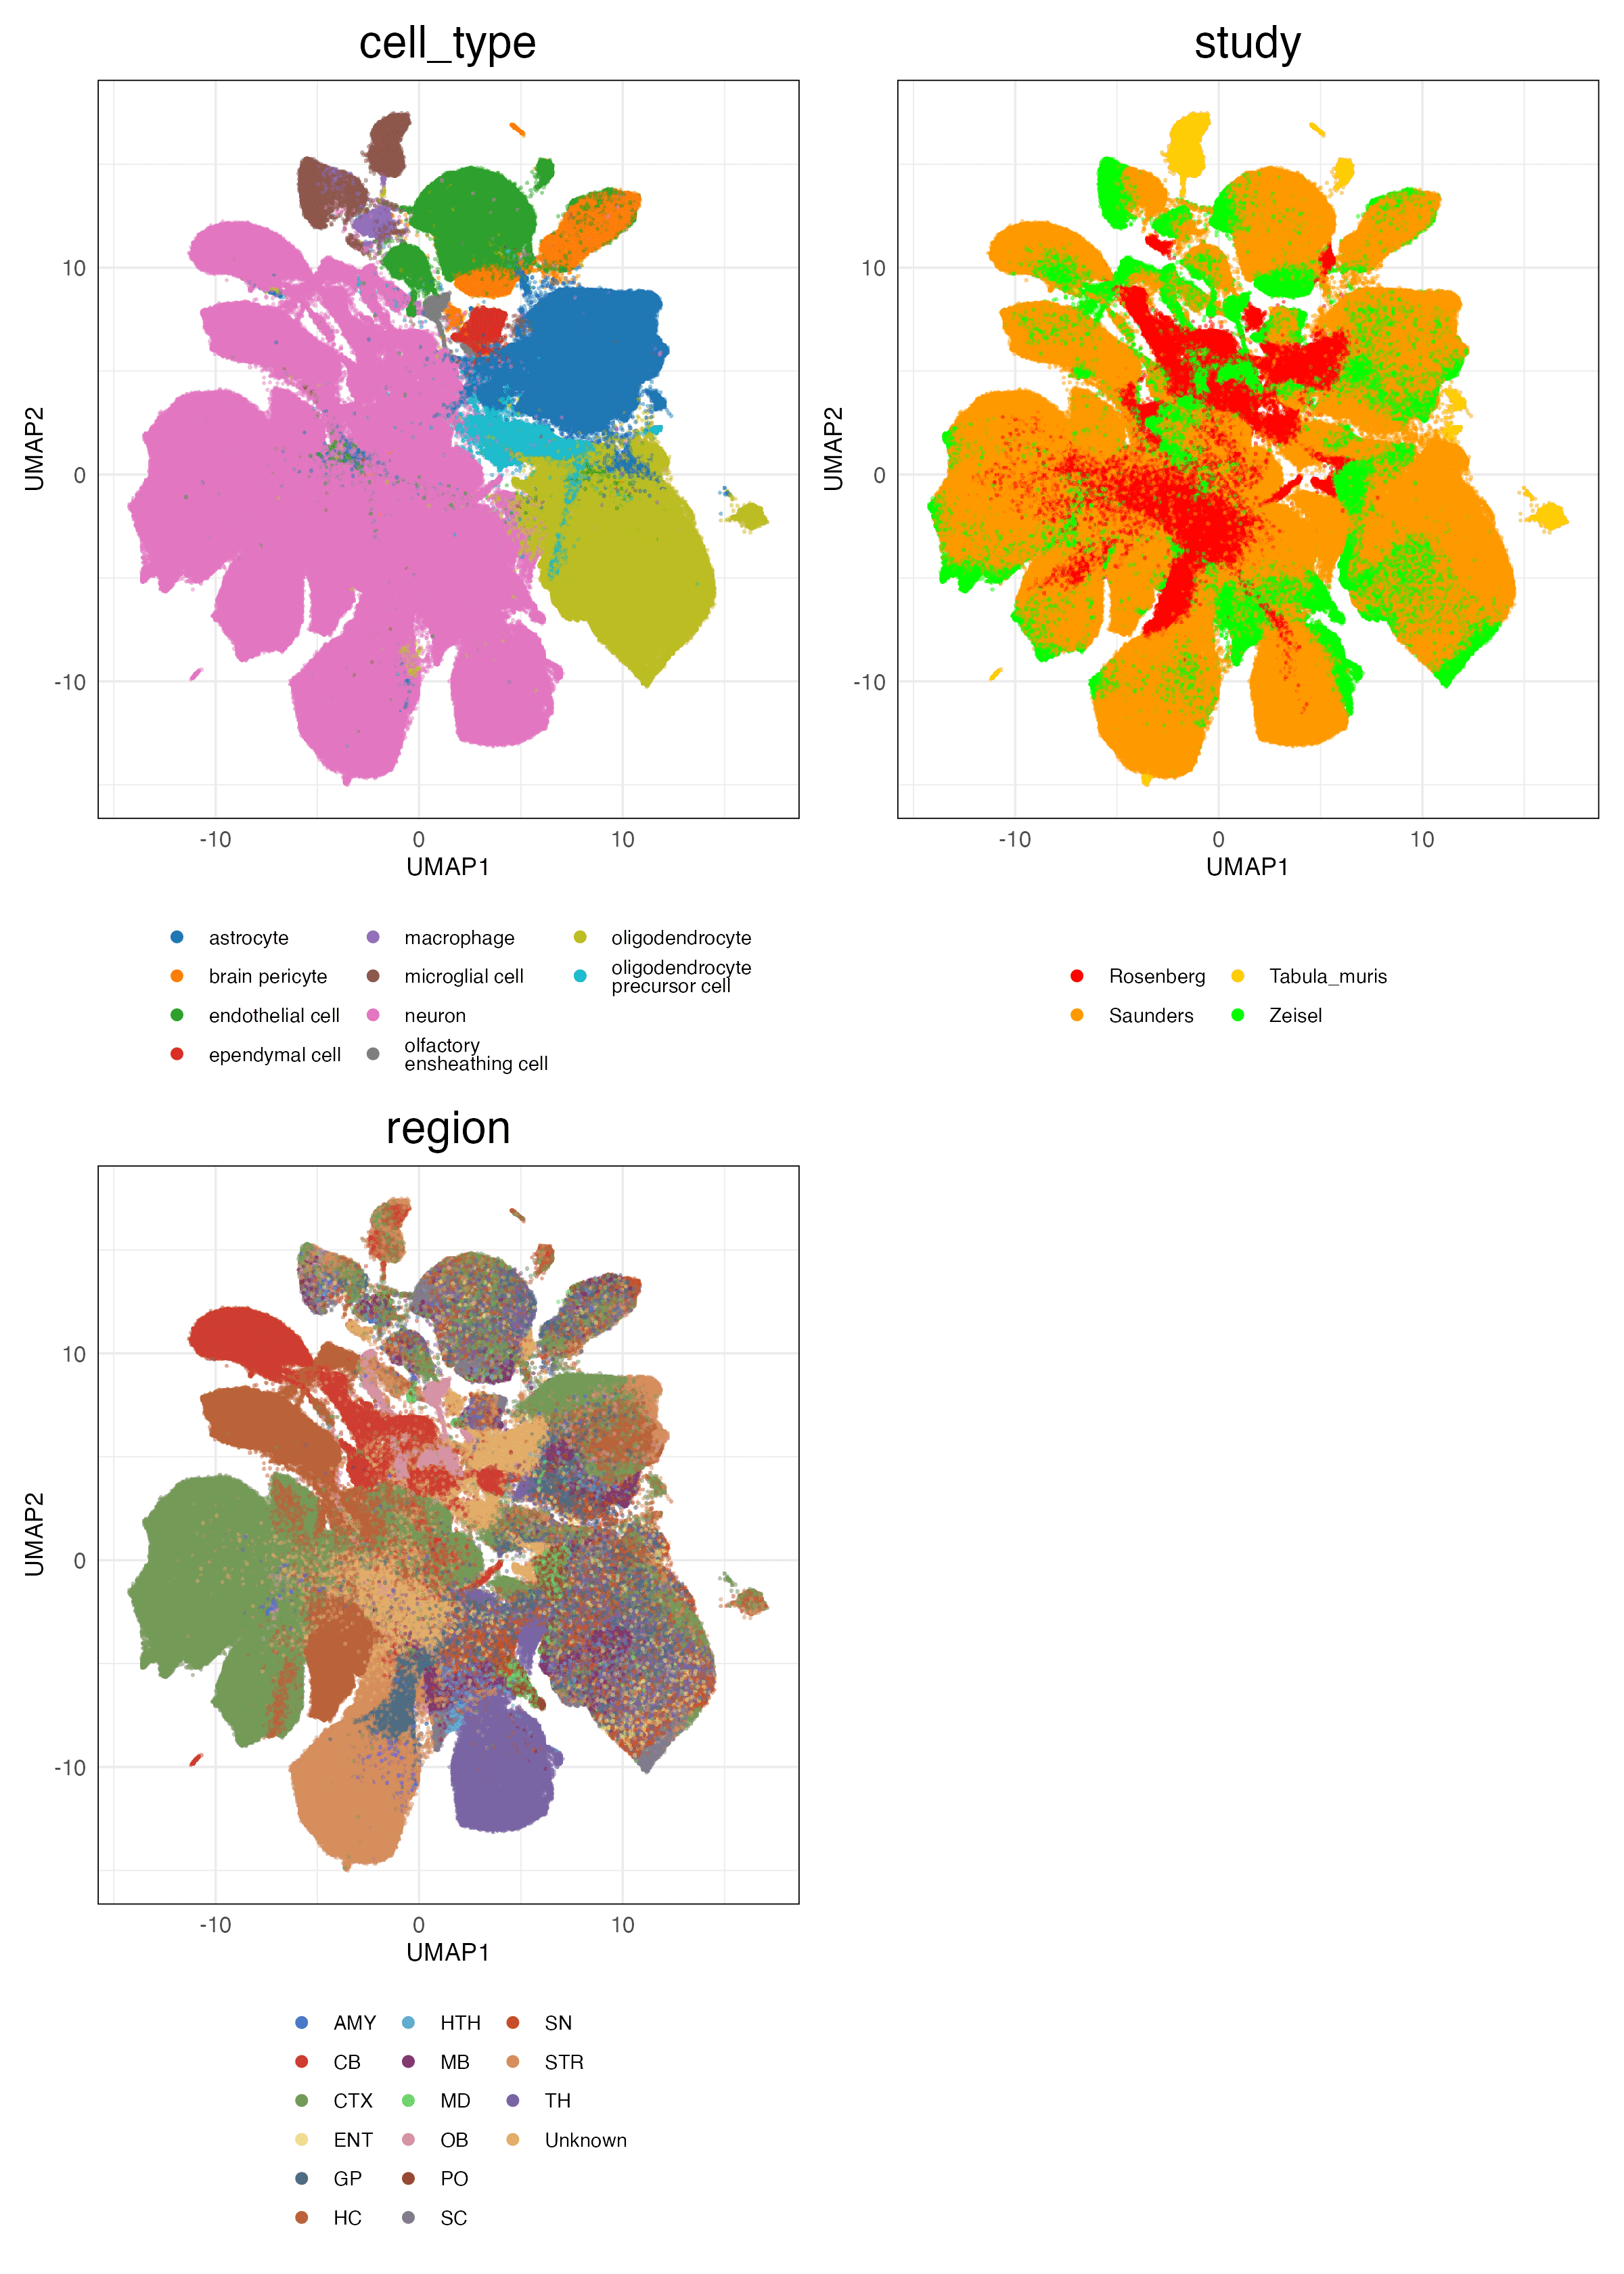 cell_type
study
10
0
-10
UMAP2
-10
0
10
UMAP1
10
0
-10
UMAP2
-10
0
10
UMAP1
astrocyte
brain pericyte
endothelial cell
ependymal cell
macrophage
microglial cell
neuron
olfactory
ensheathing cell
oligodendrocyte
oligodendrocyte
precursor cell
Rosenberg
Saunders
Tabula_muris
Zeisel
region
10
0
-10
UMAP2
-10
0
10
UMAP1
AMY
CB
CTX
ENT
GP
HC
HTH
MB
MD
OB
PO
SC
SN
STR
TH
Unknown